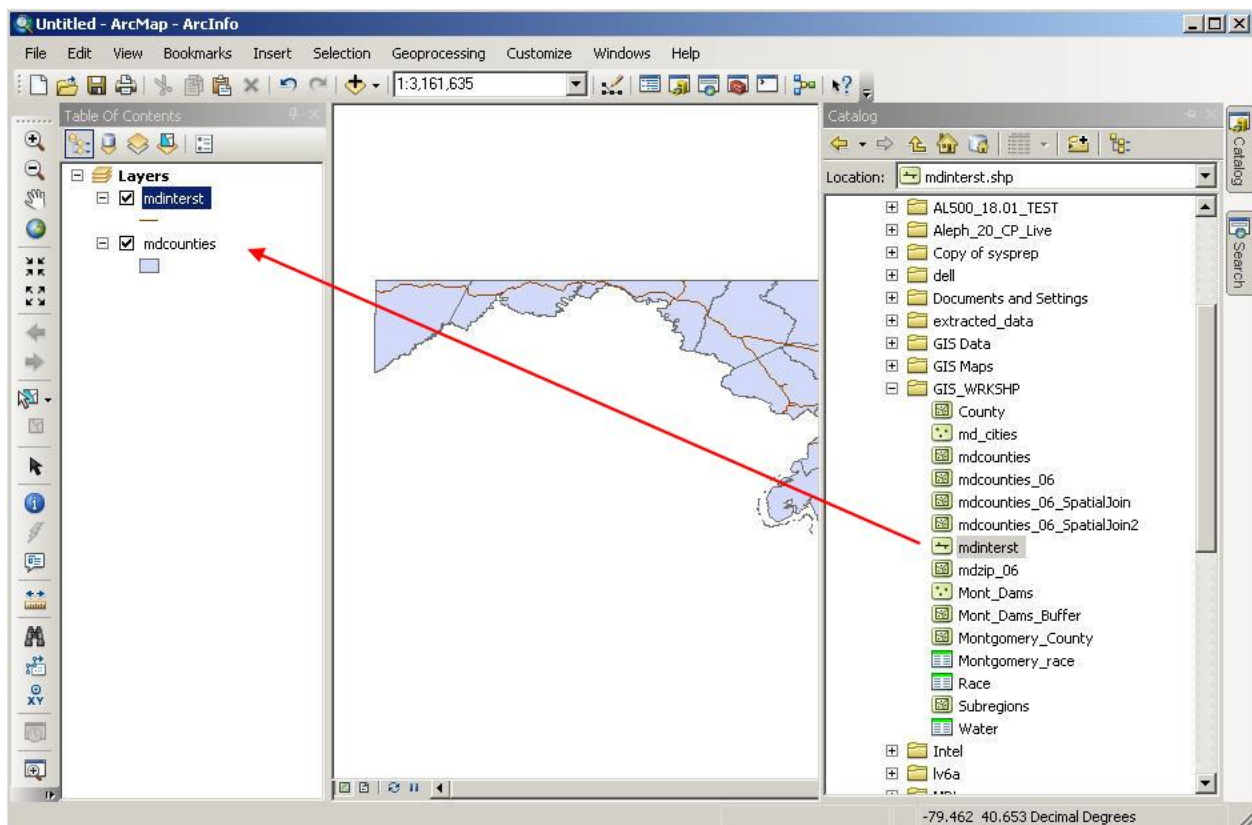 Untitled - ArcMap - ArcInfo
File Edit View Bookmarks Insert Selection Geoprocessing Customize Windows Help
1:3,161,635
Table Of Contents
Layers
mdinterst
mdcounties
XY
Catalog
Location: mdinterst.shp
AL500_18.01_TEST
Aleph_20_CP_Live
Copy of sysprep
dell
Documents and Settings
extracted_data
GIS Data
GIS Maps
GIS_WRKSHP
County
md_cities
mdcounties
mdcounties_06
mdcounties_06_SpatialJoin
mdcounties_06_SpatialJoin2
mdinterst
mdzip_06
Mont_Dams
Mont_Dams_Buffer
Montgomery_County
Montgomery_race
Race
Subregions
Water
Intel
lv6a
Catalog
Search
-79.462 40.653 Decimal Degrees